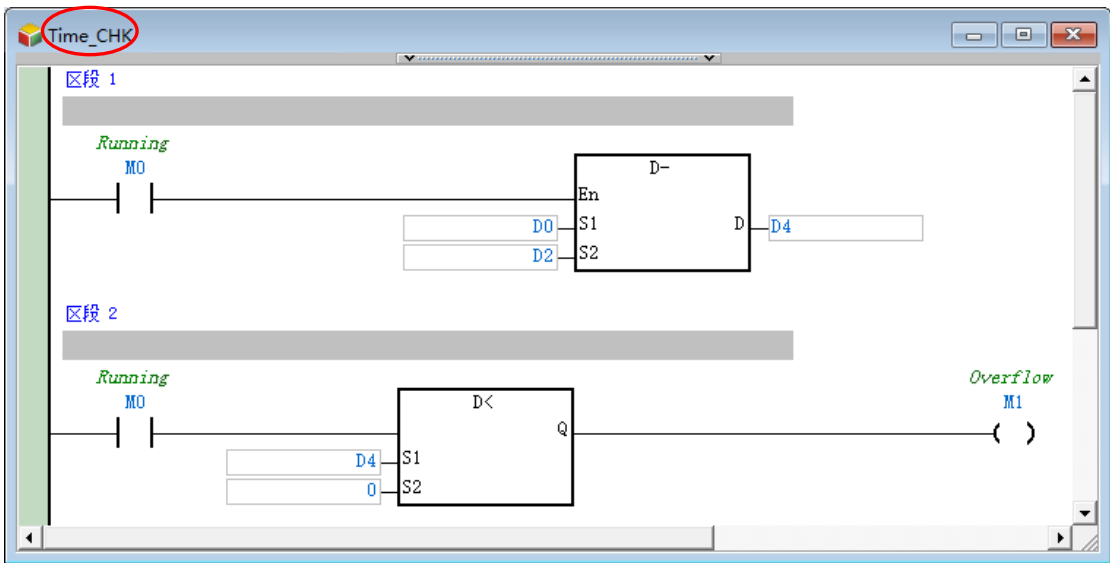 Time_CHK
区段 1
Running
M0
D-
En
D0 S1 D D4
D2 S2
区段 2
Running Overflow
M0 D< M1
Q
D4 S1
0 S2